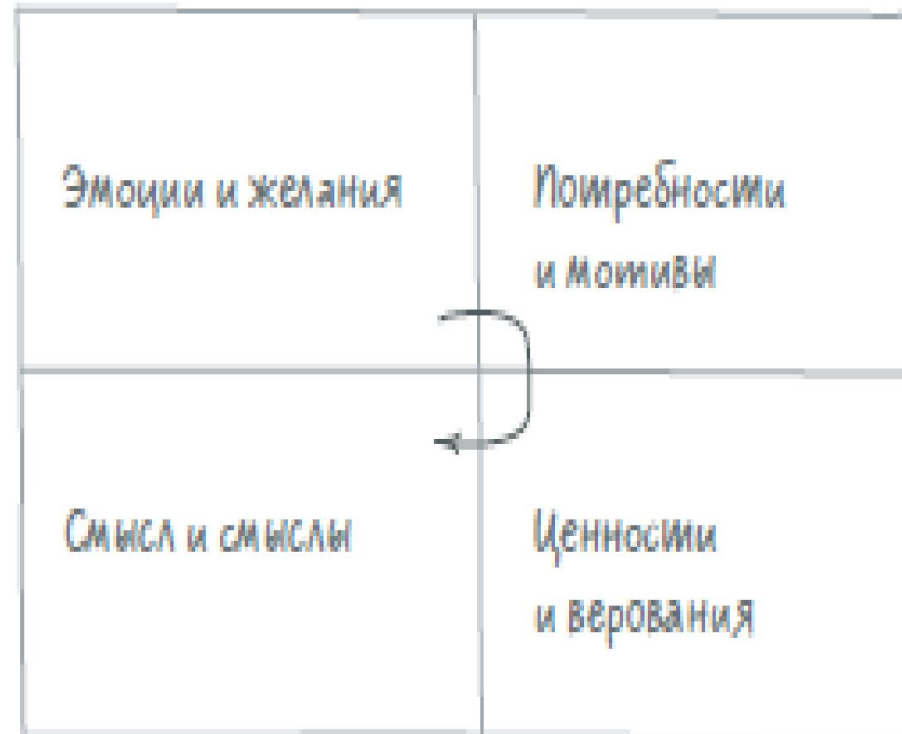 Эмоции и желания
Потребности
и мотивы
Смысл и смыслы
Ценности
и верования